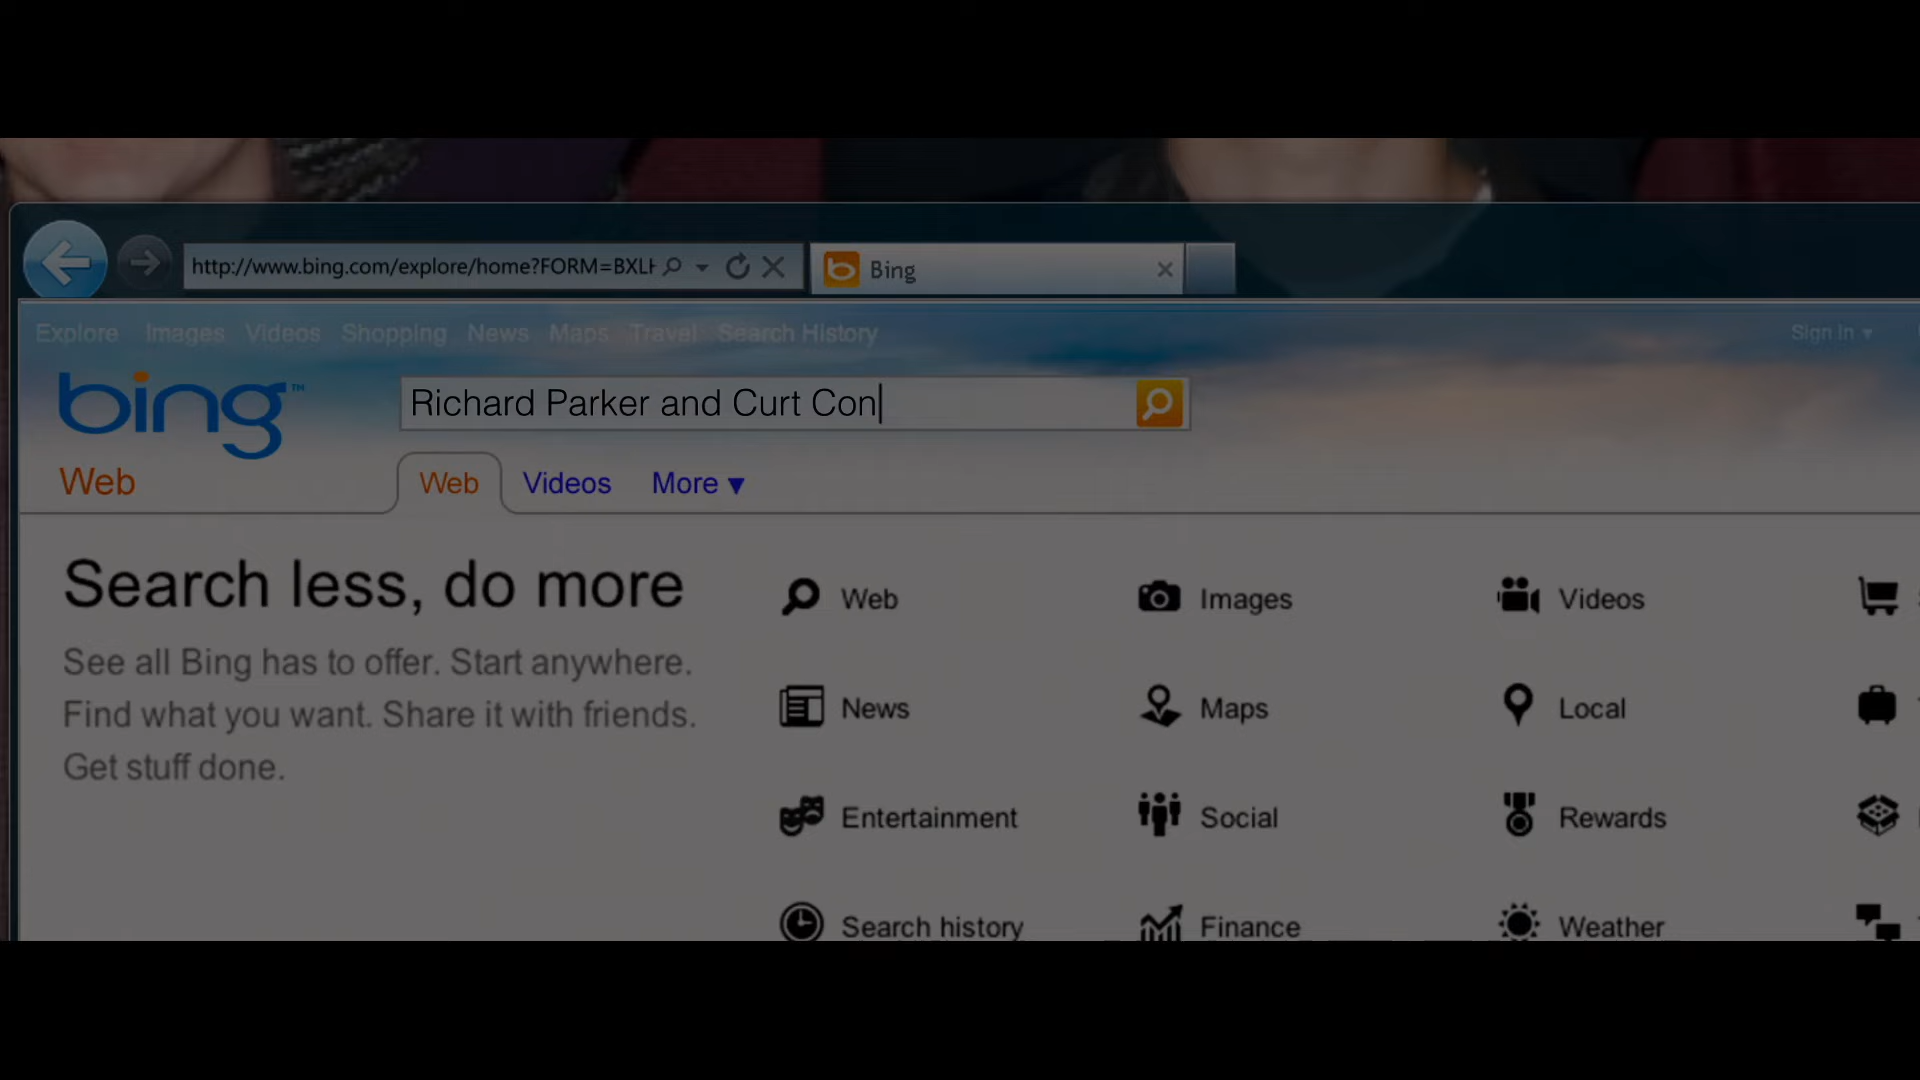 http://www.bing.com/explore/home?FORM=BXLH
Bing
Explore Images Videos Shopping News Maps Travel Search History
Sign In
bing™
Richard Parker and Curt Con
Web
Web Videos More
Search less, do more
See all Bing has to offer. Start anywhere.
Find what you want. Share it with friends.
Get stuff done.
Web Images Videos
News Maps Local
Entertainment Social Rewards
Search history Finance Weather